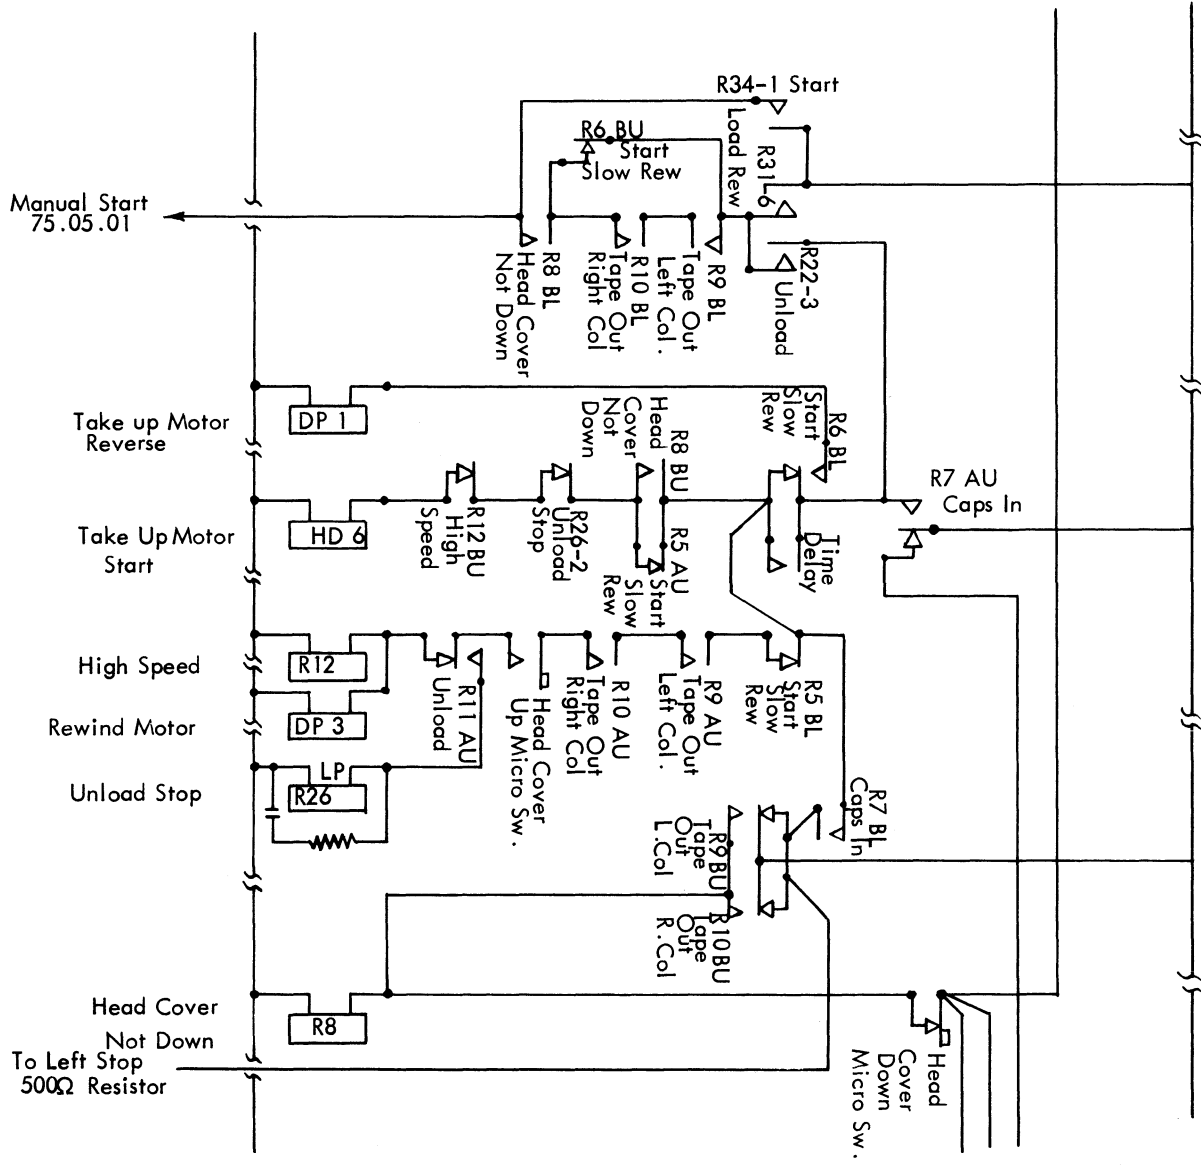 R34-1 Start
Load Rew
R31-6
R6 BU
Start
Slow Rew
Manual Start
75.05.01
Head Cover
Not Down
R8 BL
Tape Out
Right Col
R10 BL
Tape Out
Left Col.
R9 BL
R22-3
Unload
Take up Motor
Reverse
DP 1
Head
Cover
Not
Down
R8 BU
Start
Slow
Rew
R6 BL
R7 AU
Caps In
Take Up Motor
Start
HD 6
R12 BU
High
Speed
R26-2
Unload
Stop
R5 AU
Start
Slow
Rew
Time
Delay
High Speed
R12
Rewind Motor
DP 3
Unload
R11 AU
Head Cover
Up Micro Sw.
Tape Out
Right Col
R10 AU
Tape Out
Left Col.
R9 AU
R5 BL
Start
Slow
Rew
Unload Stop
LP
R26
R7 BL
Caps In
R9 BU
Tape
Out
L.Col
R10 BU
Tape
Out
R.Col
Head Cover
Not Down
R8
To Left Stop
500Ω Resistor
Head
Cover
Down
Micro Sw.